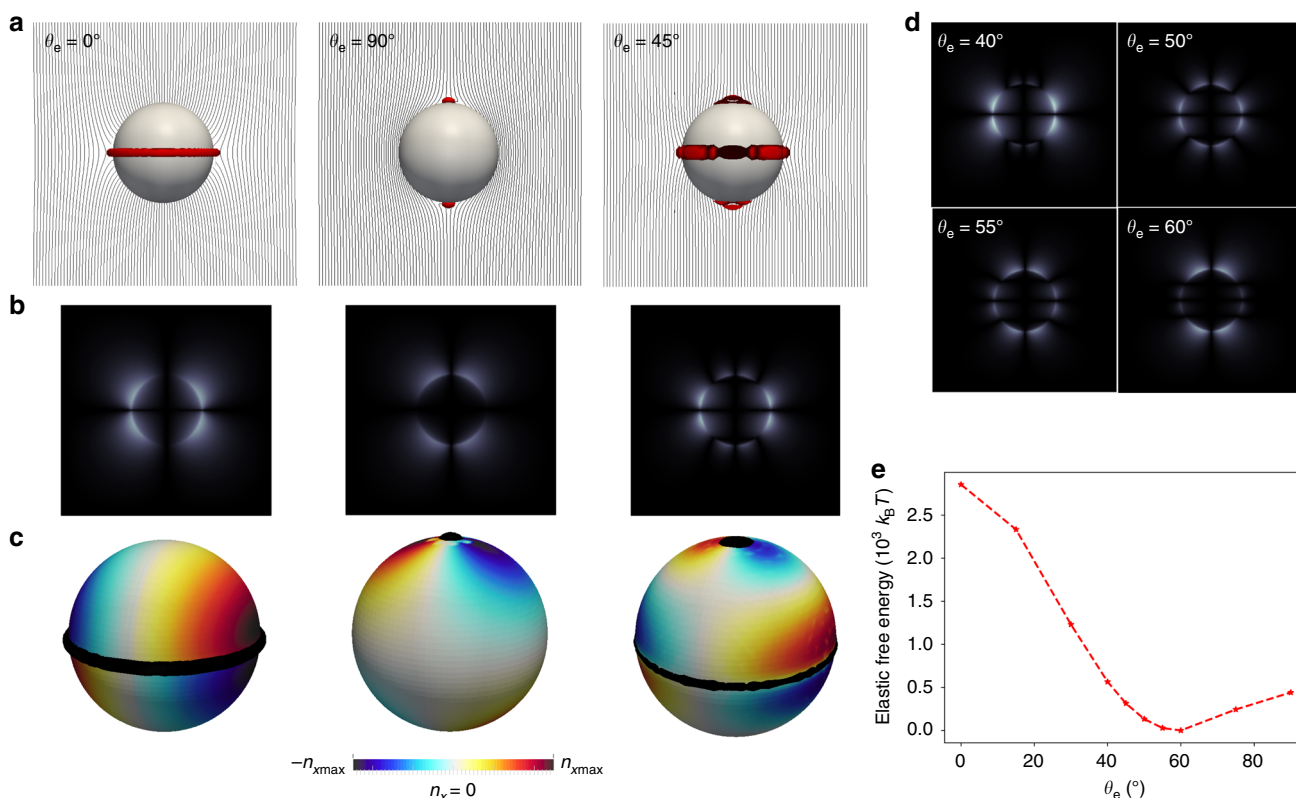 a
θe = 0°
θe = 90°
θe = 45°
d
θe = 40°
θe = 50°
θe = 55°
θe = 60°
b
c
−nxmax
nxmax
nx = 0
e
Elastic free energy (10³ kBT)
2.5
2.0
1.5
1.0
0.5
0.0
0
20
40
60
80
θe (°)